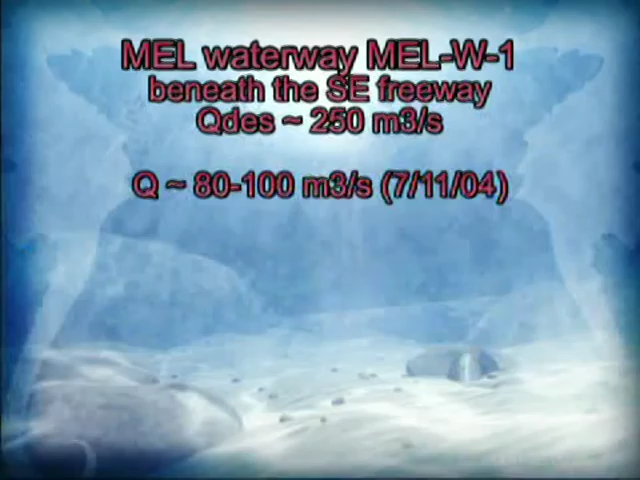 MEL waterway MEL-W-1
beneath the SE freeway
Qdes ~ 250 m3/s
Q ~ 80-100 m3/s (7/11/04)